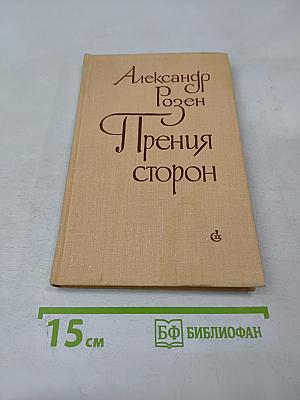 Александр
Розен
Прения
сторон
15 см
БФ БИБЛИОФАН